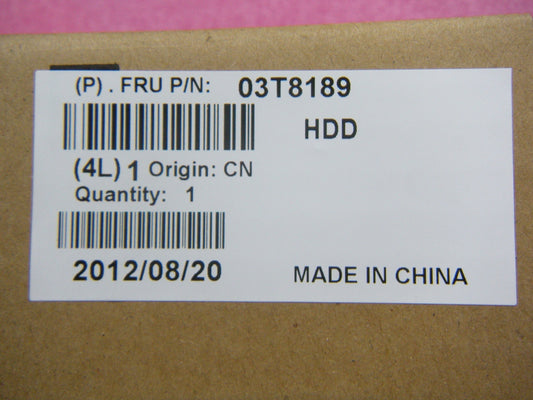 (P) . FRU P/N: 03T8189
HDD
(4L) 1 Origin: CN
Quantity: 1
2012/08/20 MADE IN CHINA